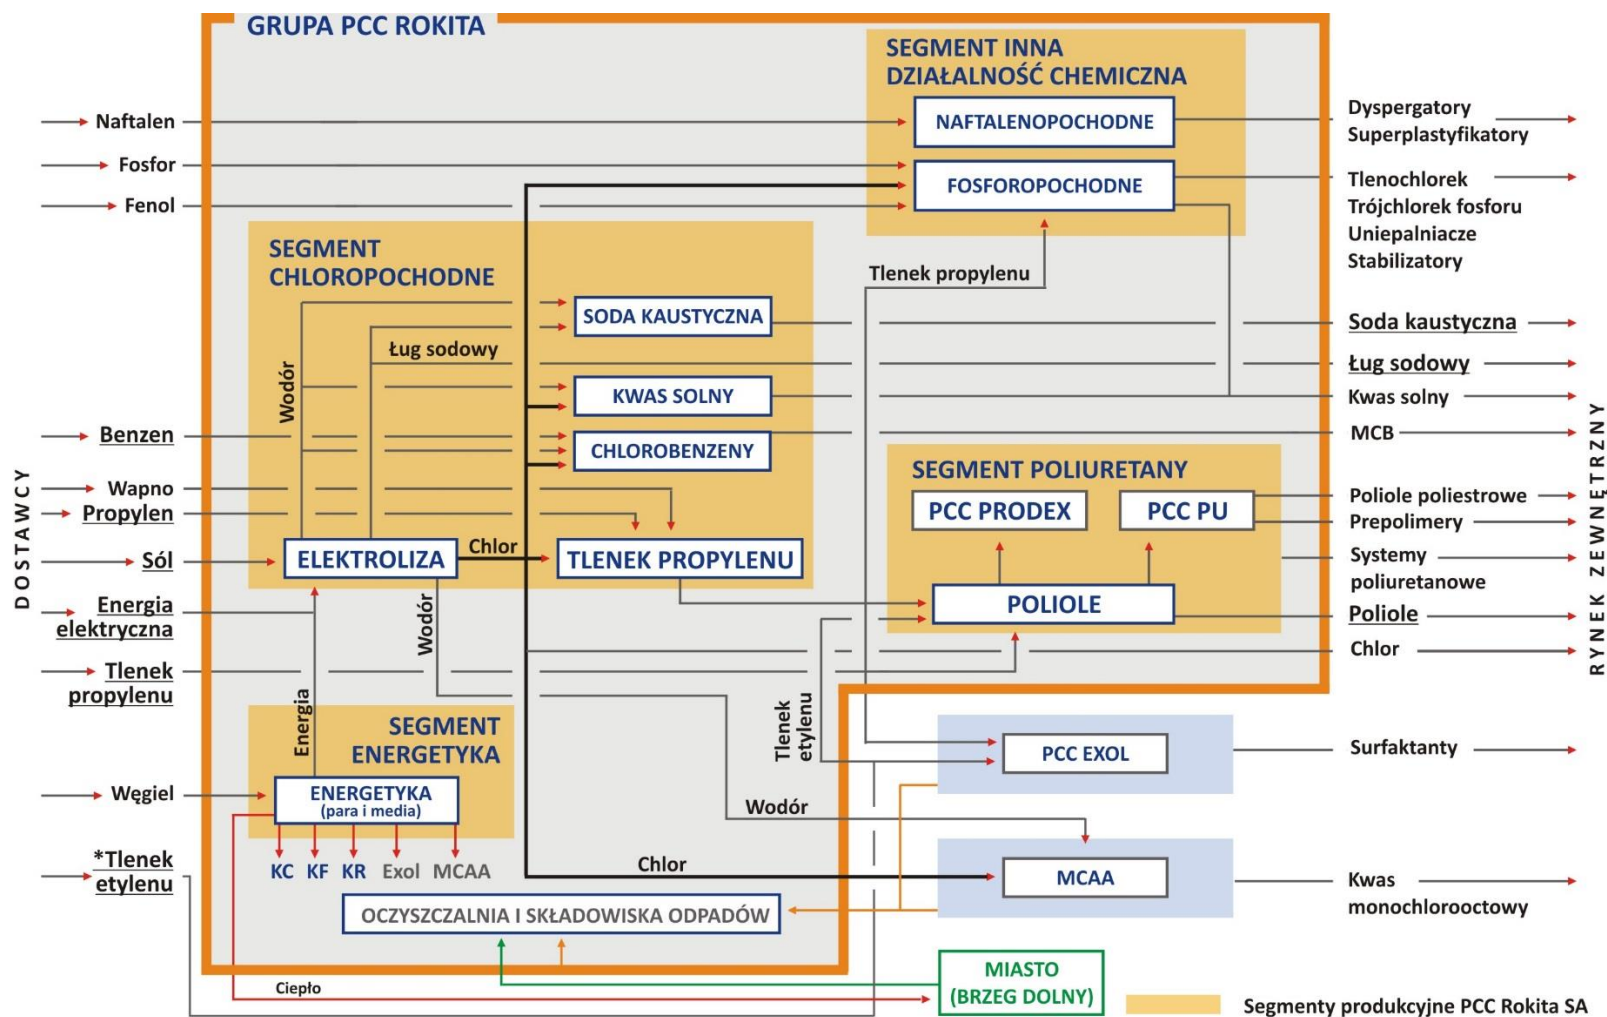 GRUPA PCC ROKITA
SEGMENT INNA
DZIAŁALNOŚĆ CHEMICZNA
NAFTALENOPOCHODNE
FOSFOROPOCHODNE
Naftalen
Fosfor
Fenol
Dyspergatory
Superplastyfikatory
Tlenochlorek
Trójchlorek fosforu
Uniepalniacze
Stabilizatory
SEGMENT
CHLOROPOCHODNE
Tlenek propylenu
SODA KAUSTYCZNA
Soda kaustyczna
Ług sodowy
Ług sodowy
Wodór
KWAS SOLNY
Kwas solny
Benzen
CHLOROBENZENY
MCB
SEGMENT POLIURETANY
Wapno
Propylen
PCC PRODEX
PCC PU
Poliole poliestrowe
Prepolimery
DOSTAWCY
RYNEK ZEWNĘTRZNY
Sól
ELEKTROLIZA
Chlor
TLENEK PROPYLENU
Systemy
poliuretanowe
Energia
elektryczna
Wodór
POLIOLE
Poliole
Chlor
Tlenek
propylenu
Energia
SEGMENT
ENERGETYKA
Tlenek
etylenu
PCC EXOL
Surfaktanty
Węgiel
ENERGETYKA
(para i media)
Wodór
*Tlenek
etylenu
KC KF KR Exol MCAA
Chlor
MCAA
Kwas
monochlorooctowy
OCZYSZCZALNIA I SKŁADOWISKA ODPADÓW
MIASTO
(BRZEG DOLNY)
Ciepło
Segmenty produkcyjne PCC Rokita SA